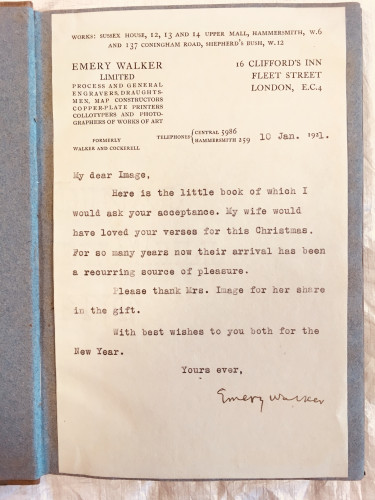 WORKS: SUSSEX HOUSE, 12, 13 AND 14 UPPER MALL, HAMMERSMITH, W.6
AND 137 CONINGHAM ROAD, SHEPHERD'S BUSH, W.12
EMERY WALKER
LIMITED
PROCESS AND GENERAL
ENGRAVERS, DRAUGHTS-
MEN, MAP CONSTRUCTORS
COPPER-PLATE PRINTERS
COLLOTYPERS AND PHOTO-
GRAPHERS OF WORKS OF ART
FORMERLY
WALKER AND COCKERELL
16 CLIFFORD'S INN
FLEET STREET
LONDON, E.C.4
TELEPHONES {CENTRAL 5986
HAMMERSMITH 259
10 Jan. 1921.
My dear Image,
Here is the little book of which I
would ask your acceptance. My wife would
have loved your verses for this Christmas.
For so many years now their arrival has been
a recurring source of pleasure.
Please thank Mrs. Image for her share
in the gift.
With best wishes to you both for the
New Year.
Yours ever,
Emery Walker